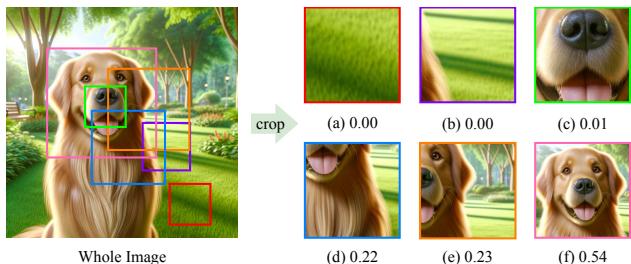 crop
(a) 0.00
(b) 0.00
(c) 0.01
(d) 0.22
(e) 0.23
(f) 0.54
Whole Image